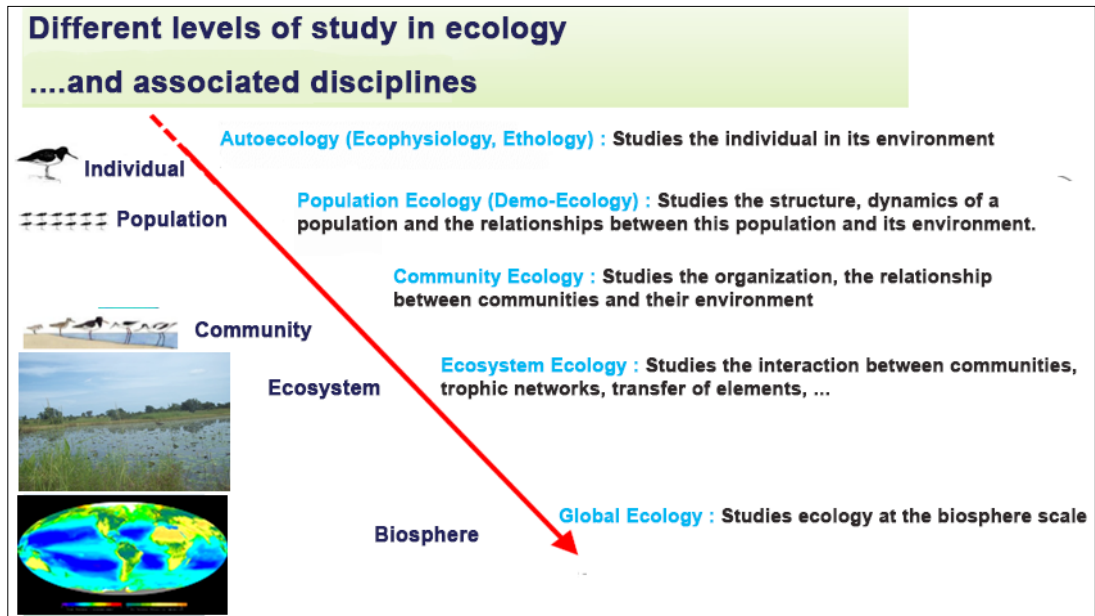 Different levels of study in ecology
....and associated disciplines
Autoecology (Ecophysiology, Ethology) : Studies the individual in its environment
Individual
Population Ecology (Demo-Ecology) : Studies the structure, dynamics of a
population and the relationships between this population and its environment.
Population
Community Ecology : Studies the organization, the relationship
between communities and their environment
Community
Ecosystem Ecology : Studies the interaction between communities,
trophic networks, transfer of elements, ...
Ecosystem
Global Ecology : Studies ecology at the biosphere scale
Biosphere